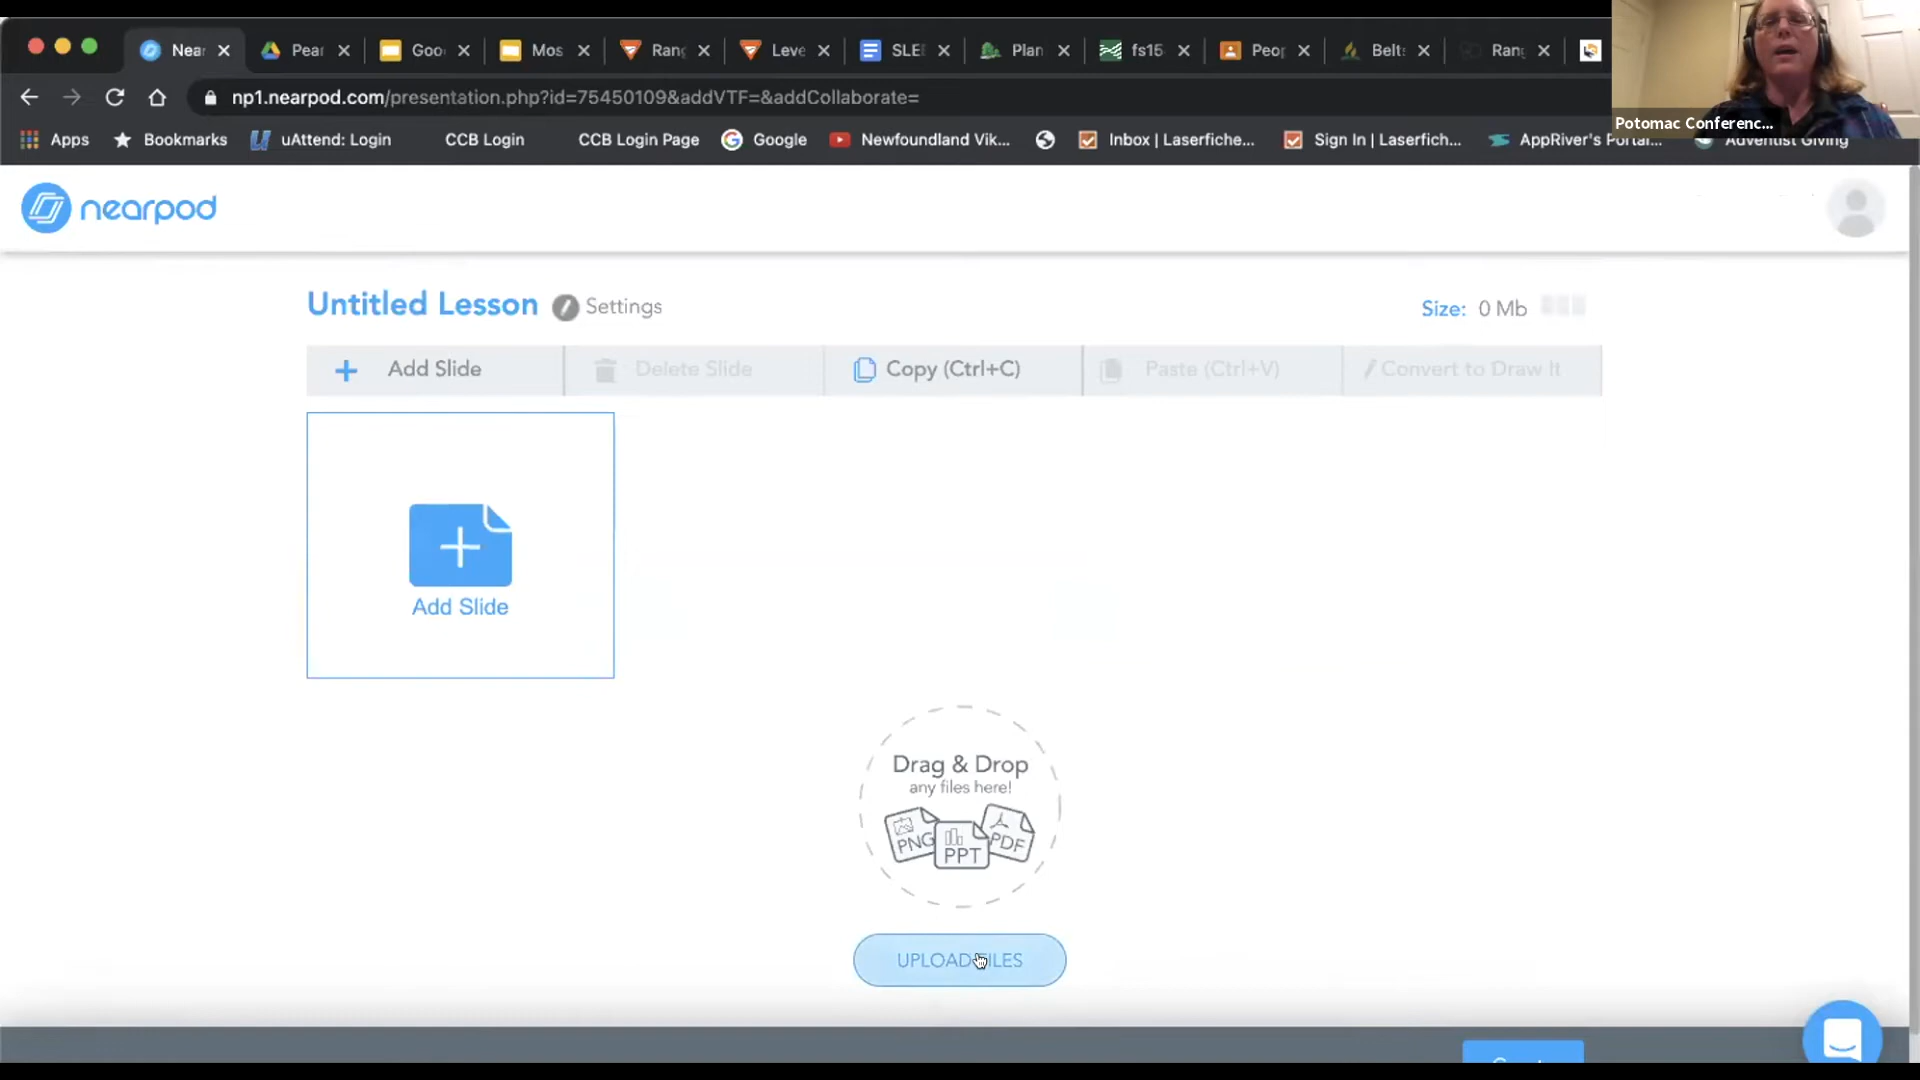 Near
Pear
Goo
Mos
Rang
Leve
SLE
Plan
fs15
Peop
Belts
Rang
np1.nearpod.com/presentation.php?id=75450109&addVTF=&addCollaborate=
Apps
Bookmarks
uAttend: Login
CCB Login
CCB Login Page
Google
Newfoundland Vik...
Inbox | Laserfiche...
Sign In | Laserfich...
AppRiver's Portal...
Adventist Giving
Potomac Conferenc...
nearpod
Untitled Lesson
Settings
Size: 0 Mb
Add Slide
Delete Slide
Copy (Ctrl+C)
Paste (Ctrl+V)
Convert to Draw It
Add Slide
Drag & Drop
any files here!
PNG
PPT
PDF
UPLOAD FILES